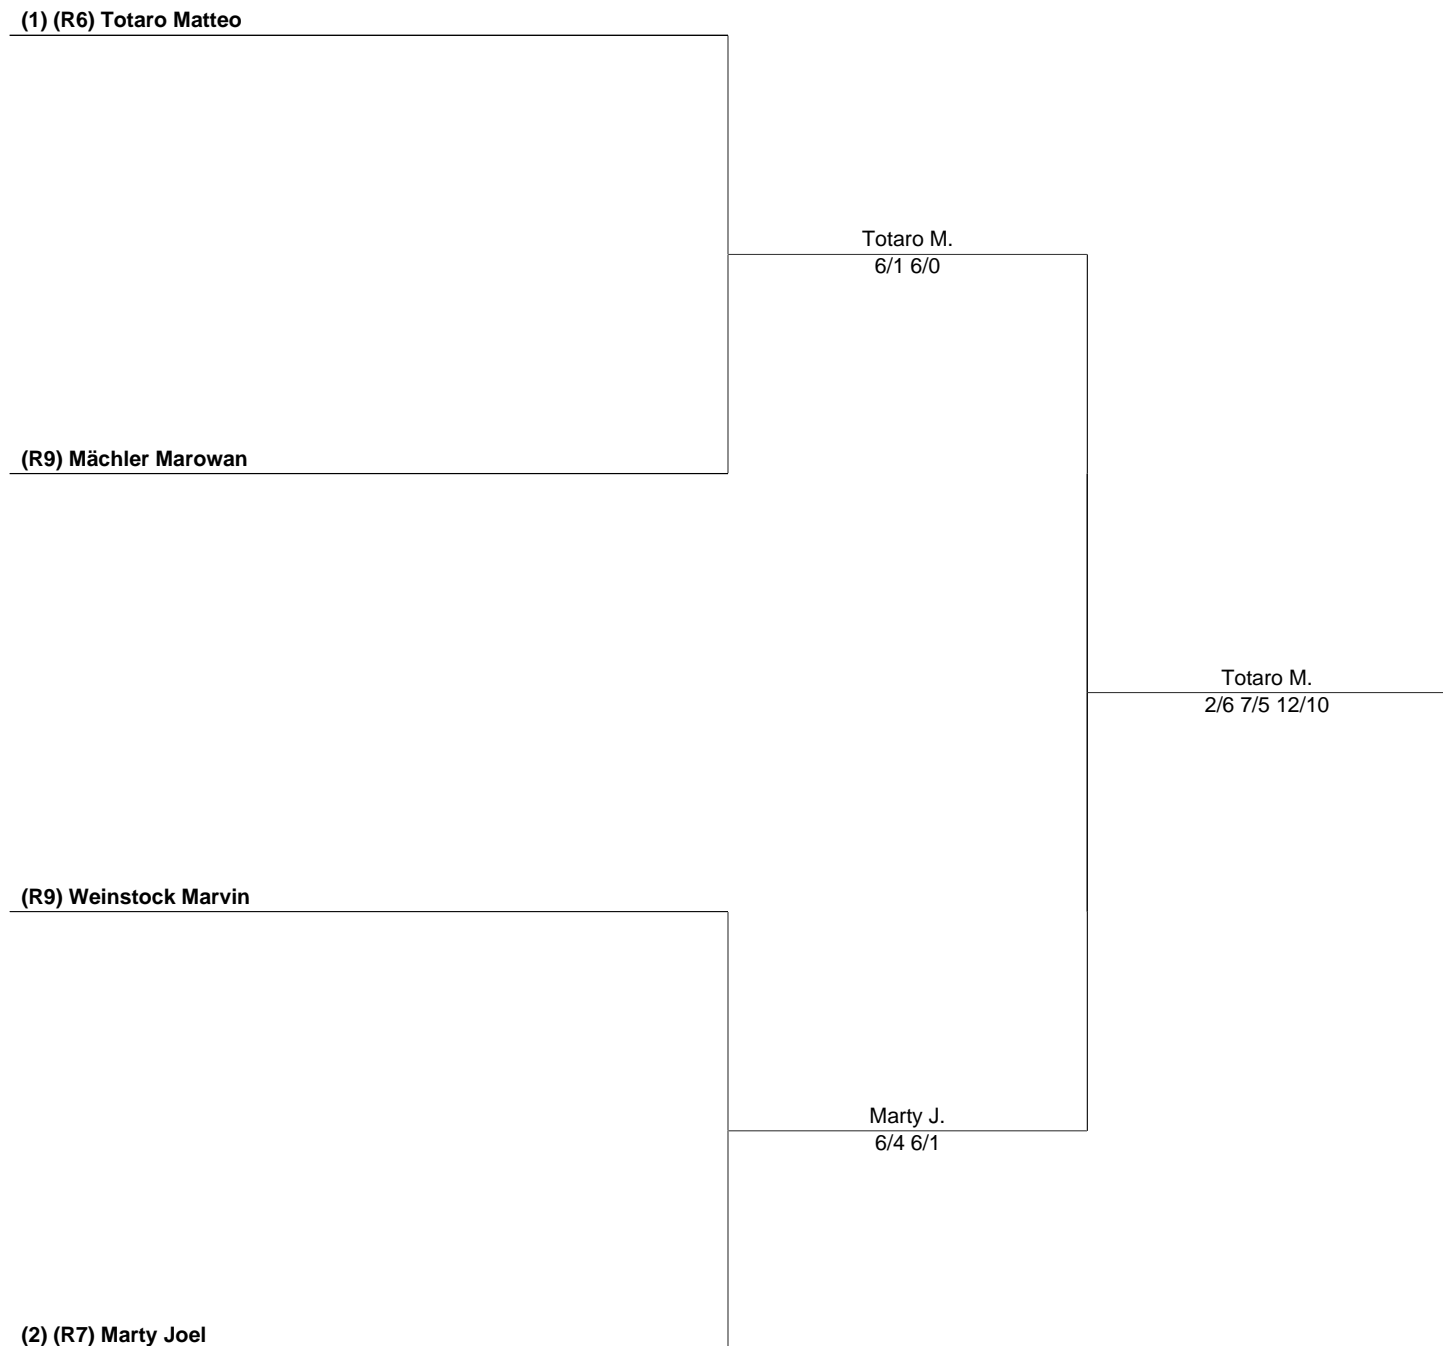 (1) (R6) Totaro Matteo
Totaro M.
6/1 6/0
(R9) Mächler Marowan
Totaro M.
2/6 7/5 12/10
(R9) Weinstock Marvin
Marty J.
6/4 6/1
(2) (R7) Marty Joel